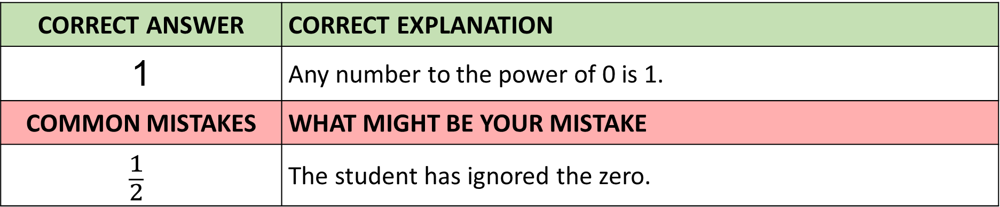 CORRECT ANSWER CORRECT EXPLANATION
1 Any number to the power of 0 is 1.
COMMON MISTAKES WHAT MIGHT BE YOUR MISTAKE
1/2 The student has ignored the zero.